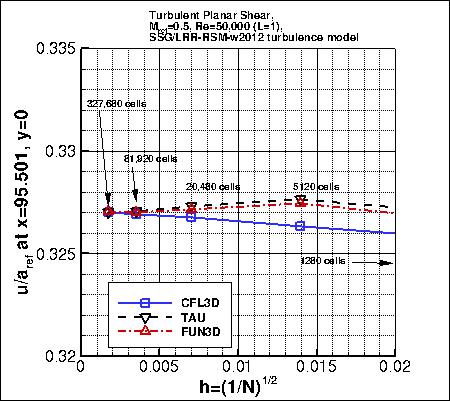 Turbulent Planar Shear,
M_ref=0.5, Re=50,000 (L=1),
SSG/LRR-RSM-w2012 turbulence model
u/a_ref at x=95.501, y=0
0.335
0.33
0.325
0.32
327,680 cells
81,920 cells
20,480 cells
5120 cells
1280 cells
CFL3D
TAU
FUN3D
0
0.005
0.01
0.015
0.02
h=(1/N)^1/2